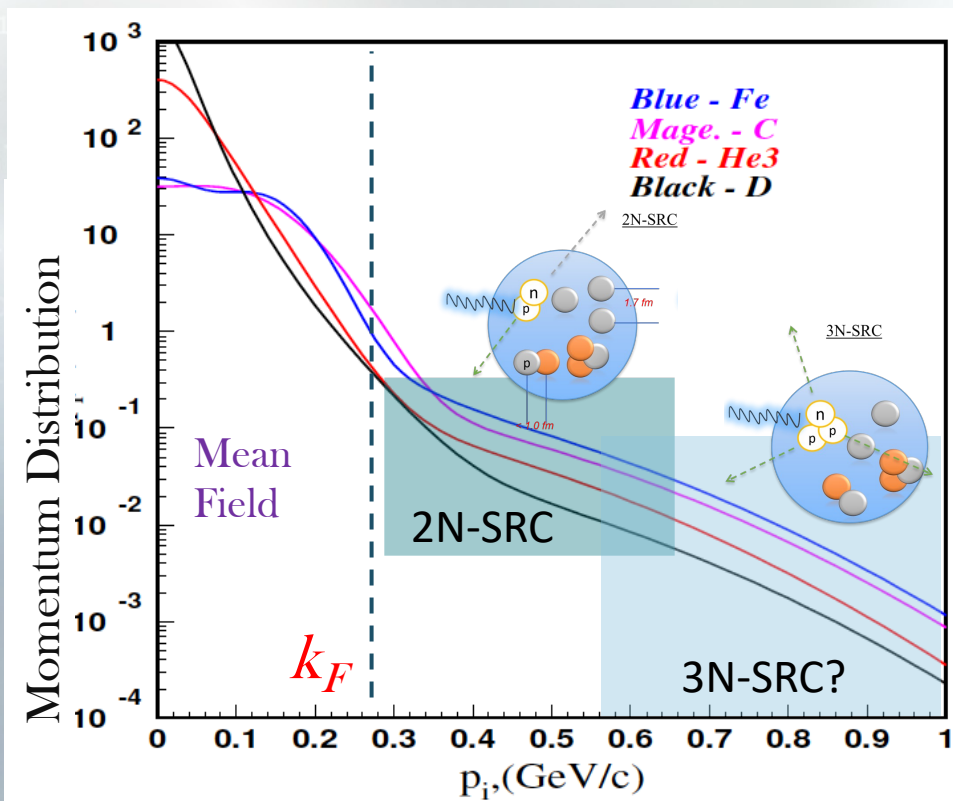 10 3
10 2
10
1
10 -1
10 -2
10 -3
10 -4
Momentum Distribution
Blue - Fe
Mage. - C
Red - He3
Black - D
2N-SRC
n
p
1.7 fm
p
1.0 fm
3N-SRC
n
p
p
Mean
Field
2N-SRC
k_F
3N-SRC?
0 0.1 0.2 0.3 0.4 0.5 0.6 0.7 0.8 0.9 1
p_i,(GeV/c)